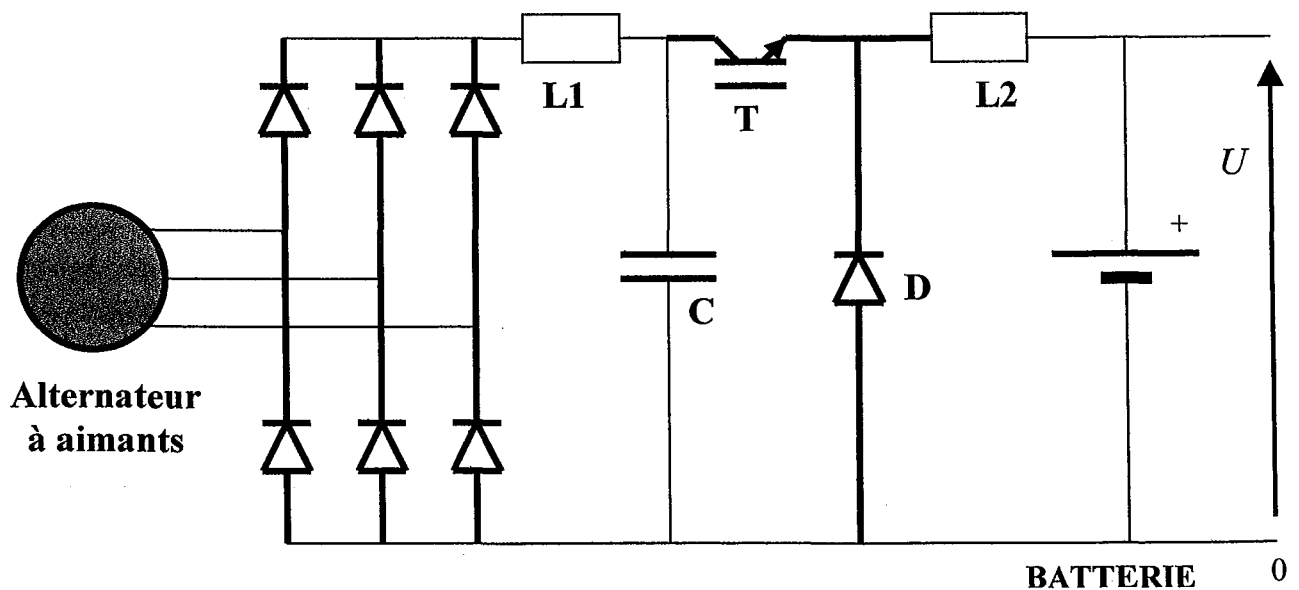 L1
T
L2
U
+
C
D
Alternateur
à aimants
BATTERIE
0